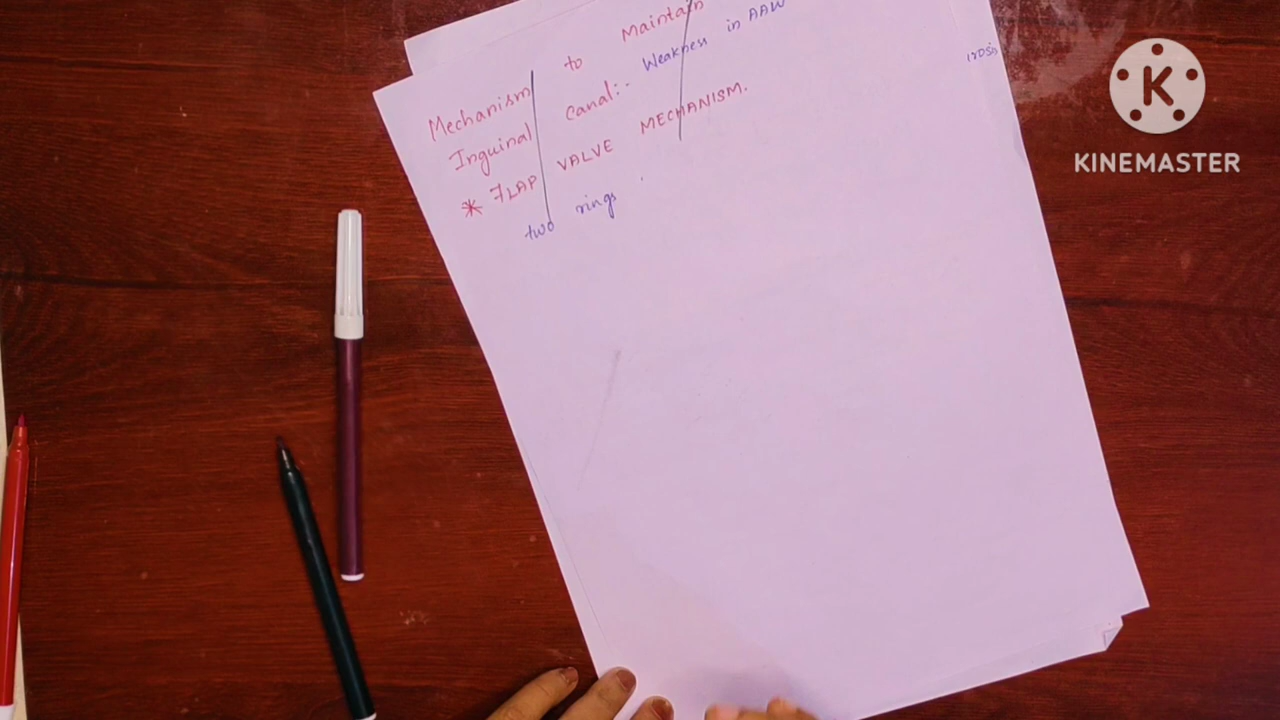 Mechanism to Maintain
Inguinal Canal:- Weakness in AAW
* FLAP VALVE MECHANISM.
two rings
KINEMASTER